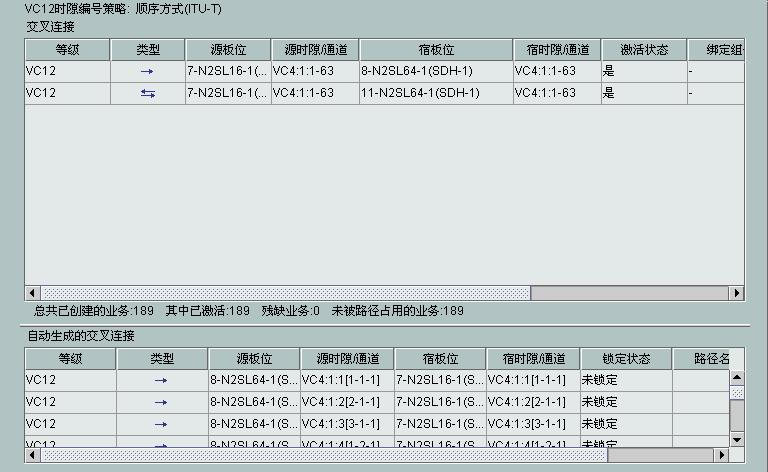 VC12时隙编号策略: 顺序方式(ITU-T)
交叉连接
等级 类型 源板位 源时隙/通道 宿板位 宿时隙/通道 激活状态 绑定组
VC12 → 7-N2SL16-1(... VC4:1:1-63 8-N2SL64-1(SDH-1) VC4:1:1-63 是 -
VC12 ⇆ 7-N2SL16-1(... VC4:1:1-63 11-N2SL64-1(SDH-1) VC4:1:1-63 是 -
总共已创建的业务:189 其中已激活:189 残缺业务:0 未被路径占用的业务:189
自动生成的交叉连接
等级 类型 源板位 源时隙/通道 宿板位 宿时隙/通道 锁定状态 路径名
VC12 → 8-N2SL64-1(S... VC4:1:1[1-1-1] 7-N2SL16-1(S... VC4:1:1[1-1-1] 未锁定
VC12 → 8-N2SL64-1(S... VC4:1:2[2-1-1] 7-N2SL16-1(S... VC4:1:2[2-1-1] 未锁定
VC12 → 8-N2SL64-1(S... VC4:1:3[3-1-1] 7-N2SL16-1(S... VC4:1:3[3-1-1] 未锁定
VC12 → 8-N2SL64-1(S... VC4:1:4[1-2-1] 7-N2SL16-1(S... VC4:1:4[1-2-1] 未锁定